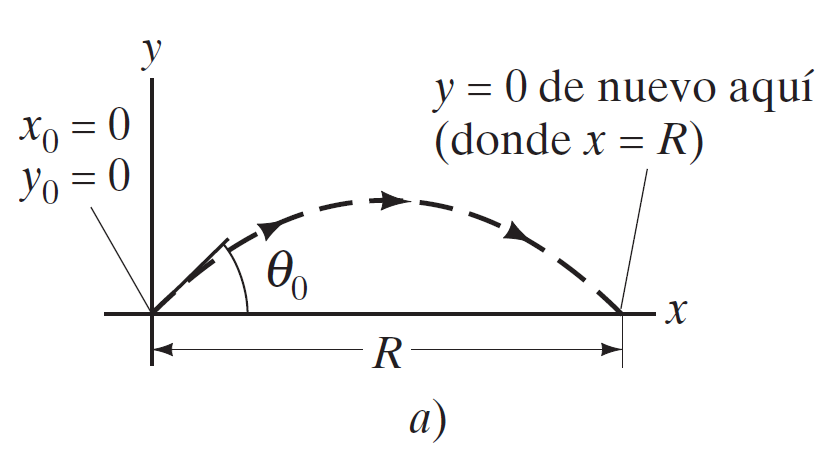 y
x₀ = 0
y₀ = 0
y = 0 de nuevo aquí
(donde x = R)
θ₀
x
R
a)